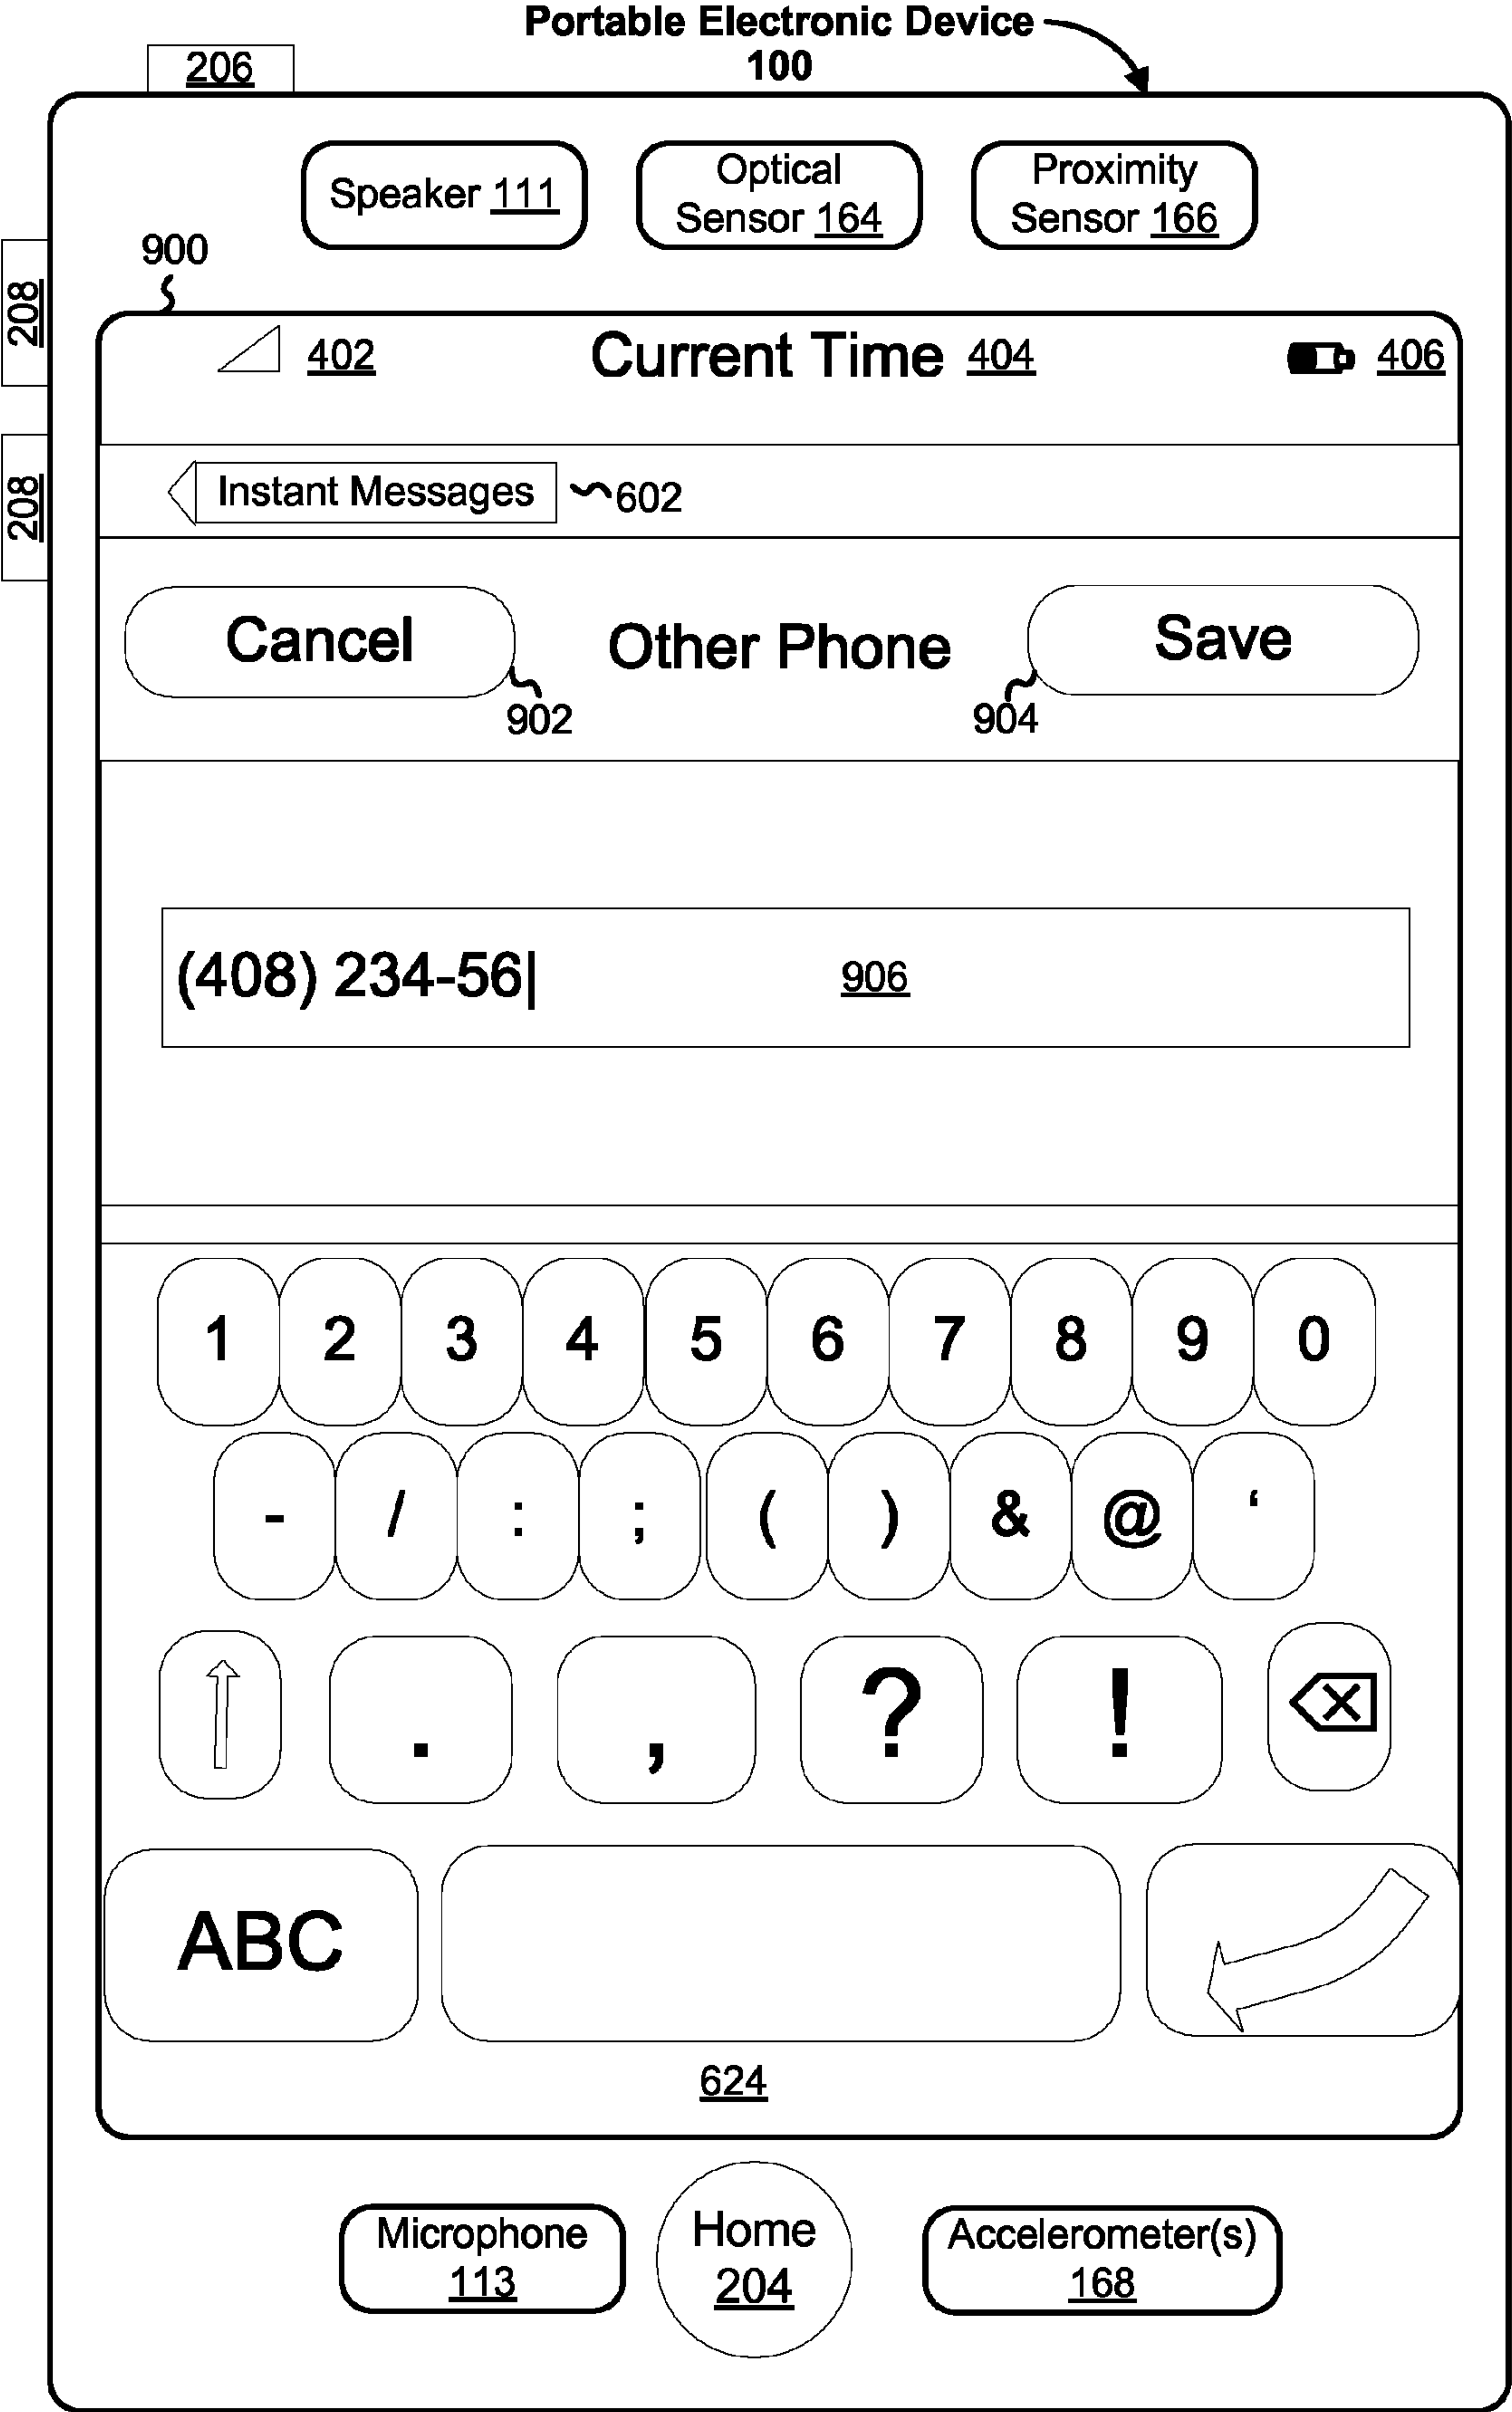 Portable Electronic Device
100
206
Speaker 111
Optical
Sensor 164
Proximity
Sensor 166
900
208
402
Current Time 404
406
208
Instant Messages
602
Cancel
Other Phone
Save
902
904
(408) 234-56|
906
1 2 3 4 5 6 7 8 9 0
- / : ; ( ) & @ ‘
. , ? !
ABC
624
Microphone
113
Home
204
Accelerometer(s)
168